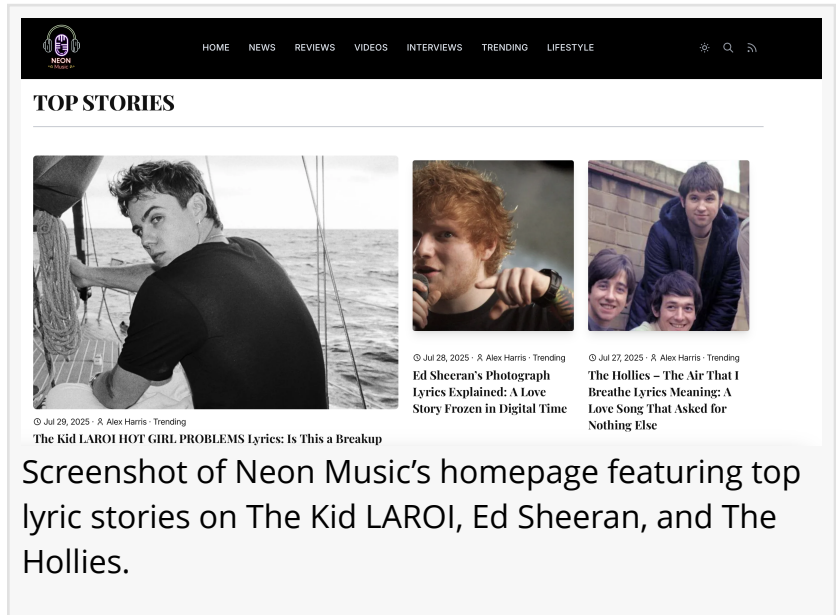 NEON
Music
HOME NEWS REVIEWS VIDEOS INTERVIEWS TRENDING LIFESTYLE
TOP STORIES
Jul 29, 2025 · Alex Harris · Trending
The Kid LAROI HOT GIRL PROBLEMS Lyrics: Is This a Breakup
Jul 28, 2025 · Alex Harris · Trending
Ed Sheeran’s Photograph
Lyrics Explained: A Love
Story Frozen in Digital Time
Jul 27, 2025 · Alex Harris · Trending
The Hollies – The Air That I
Breathe Lyrics Meaning: A
Love Song That Asked for
Nothing Else
Screenshot of Neon Music’s homepage featuring top
lyric stories on The Kid LAROI, Ed Sheeran, and The
Hollies.